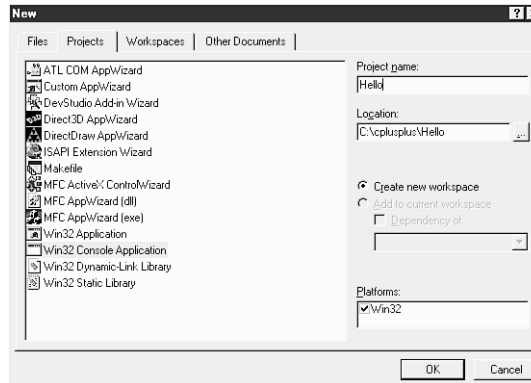 New
Files Projects Workspaces Other Documents
ATL COM AppWizard
Custom AppWizard
DevStudio Add-in Wizard
Direct3D AppWizard
DirectDraw AppWizard
ISAPI Extension Wizard
Makefile
MFC ActiveX ControlWizard
MFC AppWizard (dll)
MFC AppWizard (exe)
Win32 Application
Win32 Console Application
Win32 Dynamic-Link Library
Win32 Static Library
Project name:
Hello
Location:
C:\cplusplus\Hello
...
Create new workspace
Add to current workspace
Dependency of:
Platforms:
Win32
OK Cancel